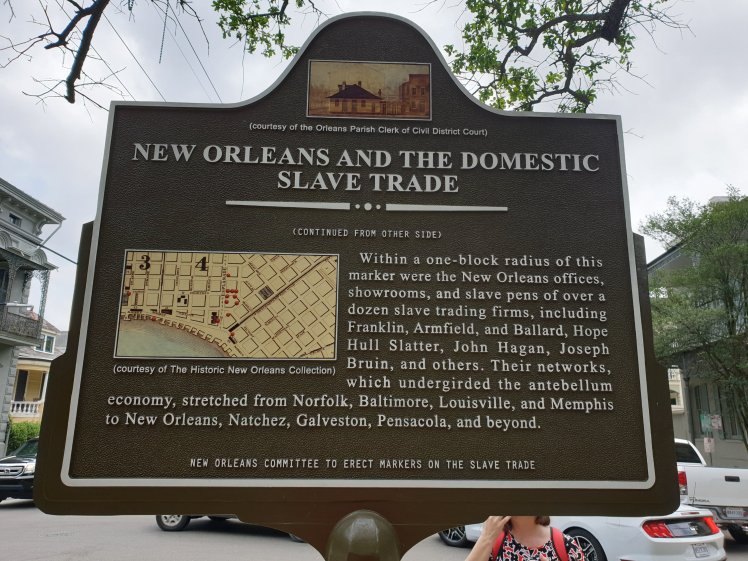 (courtesy of the Orleans Parish Clerk of Civil District Court)
NEW ORLEANS AND THE DOMESTIC
SLAVE TRADE
(CONTINUED FROM OTHER SIDE)
3 4
(courtesy of The Historic New Orleans Collection)
Within a one-block radius of this
marker were the New Orleans offices,
showrooms, and slave pens of over a
dozen slave trading firms, including
Franklin, Armfield, and Ballard, Hope
Hull Slatter, John Hagan, Joseph
Bruin, and others. Their networks,
which undergirded the antebellum
economy, stretched from Norfolk, Baltimore, Louisville, and Memphis
to New Orleans, Natchez, Galveston, Pensacola, and beyond.
NEW ORLEANS COMMITTEE TO ERECT MARKERS ON THE SLAVE TRADE